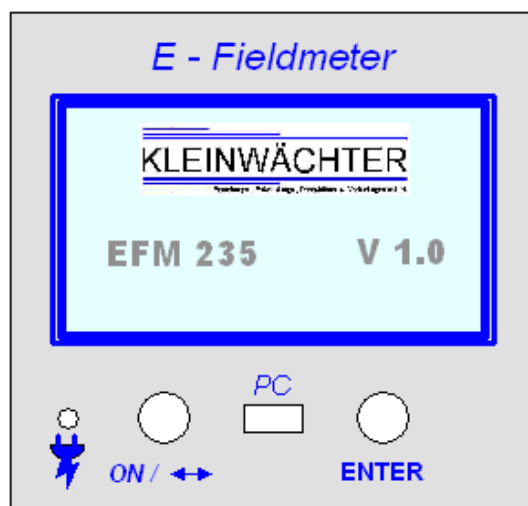 E - Fieldmeter
KLEINWÄCHTER
EFM 235 V 1.0
PC
ON / ↔ ENTER